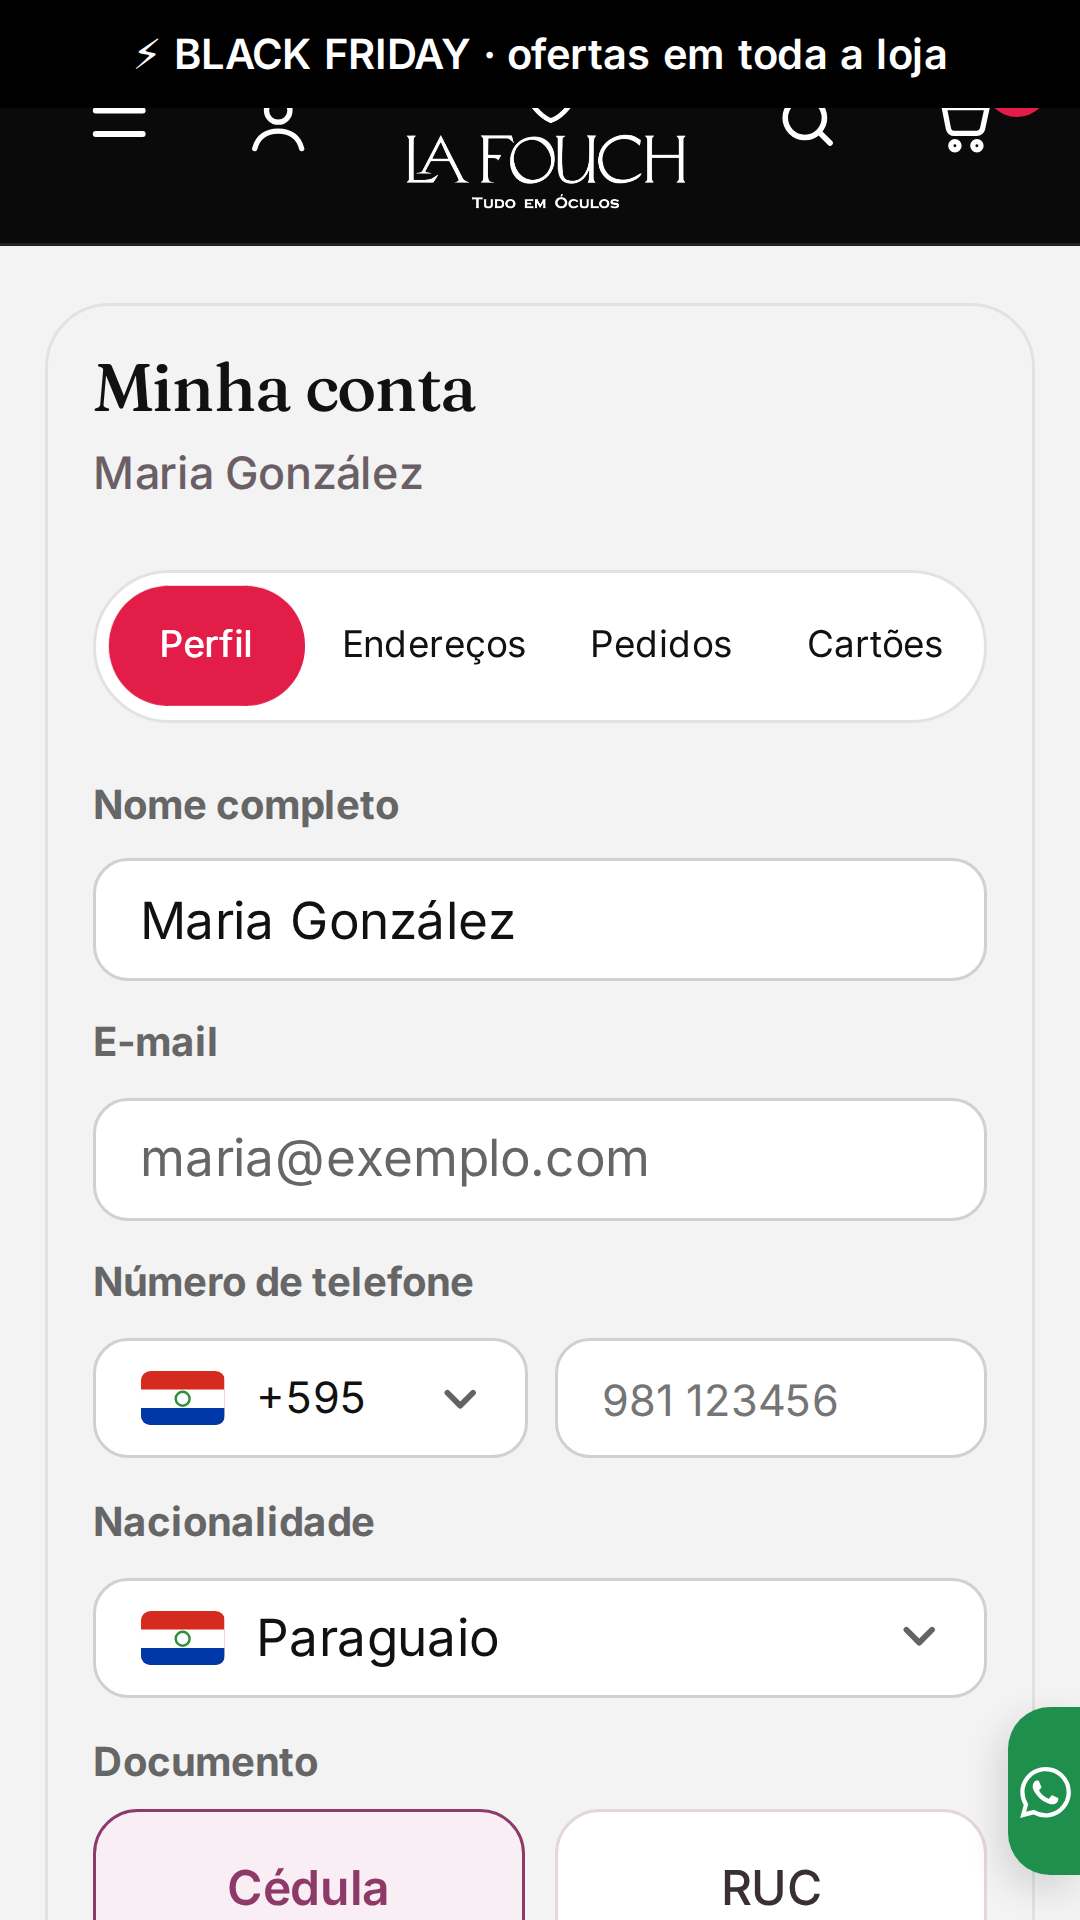 ⚡ BLACK FRIDAY · ofertas em toda a loja
LA FOUCH
TUDO EM ÓCULOS
Minha conta
Maria González
Perfil Endereços Pedidos Cartões
Nome completo
Maria González
E-mail
maria@exemplo.com
Número de telefone
+595 981 123456
Nacionalidade
Paraguaio
Documento
Cédula RUC